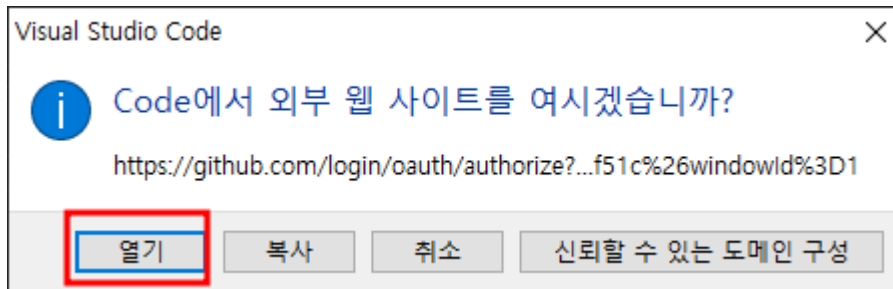 Visual Studio Code
Code에서 외부 웹 사이트를 여시겠습니까?
https://github.com/login/oauth/authorize?...f51c%26windowId%3D1
열기 복사 취소 신뢰할 수 있는 도메인 구성